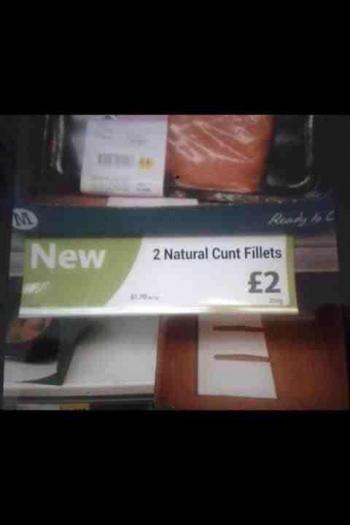 M
Ready to C
New
2 Natural Cunt Fillets
£2